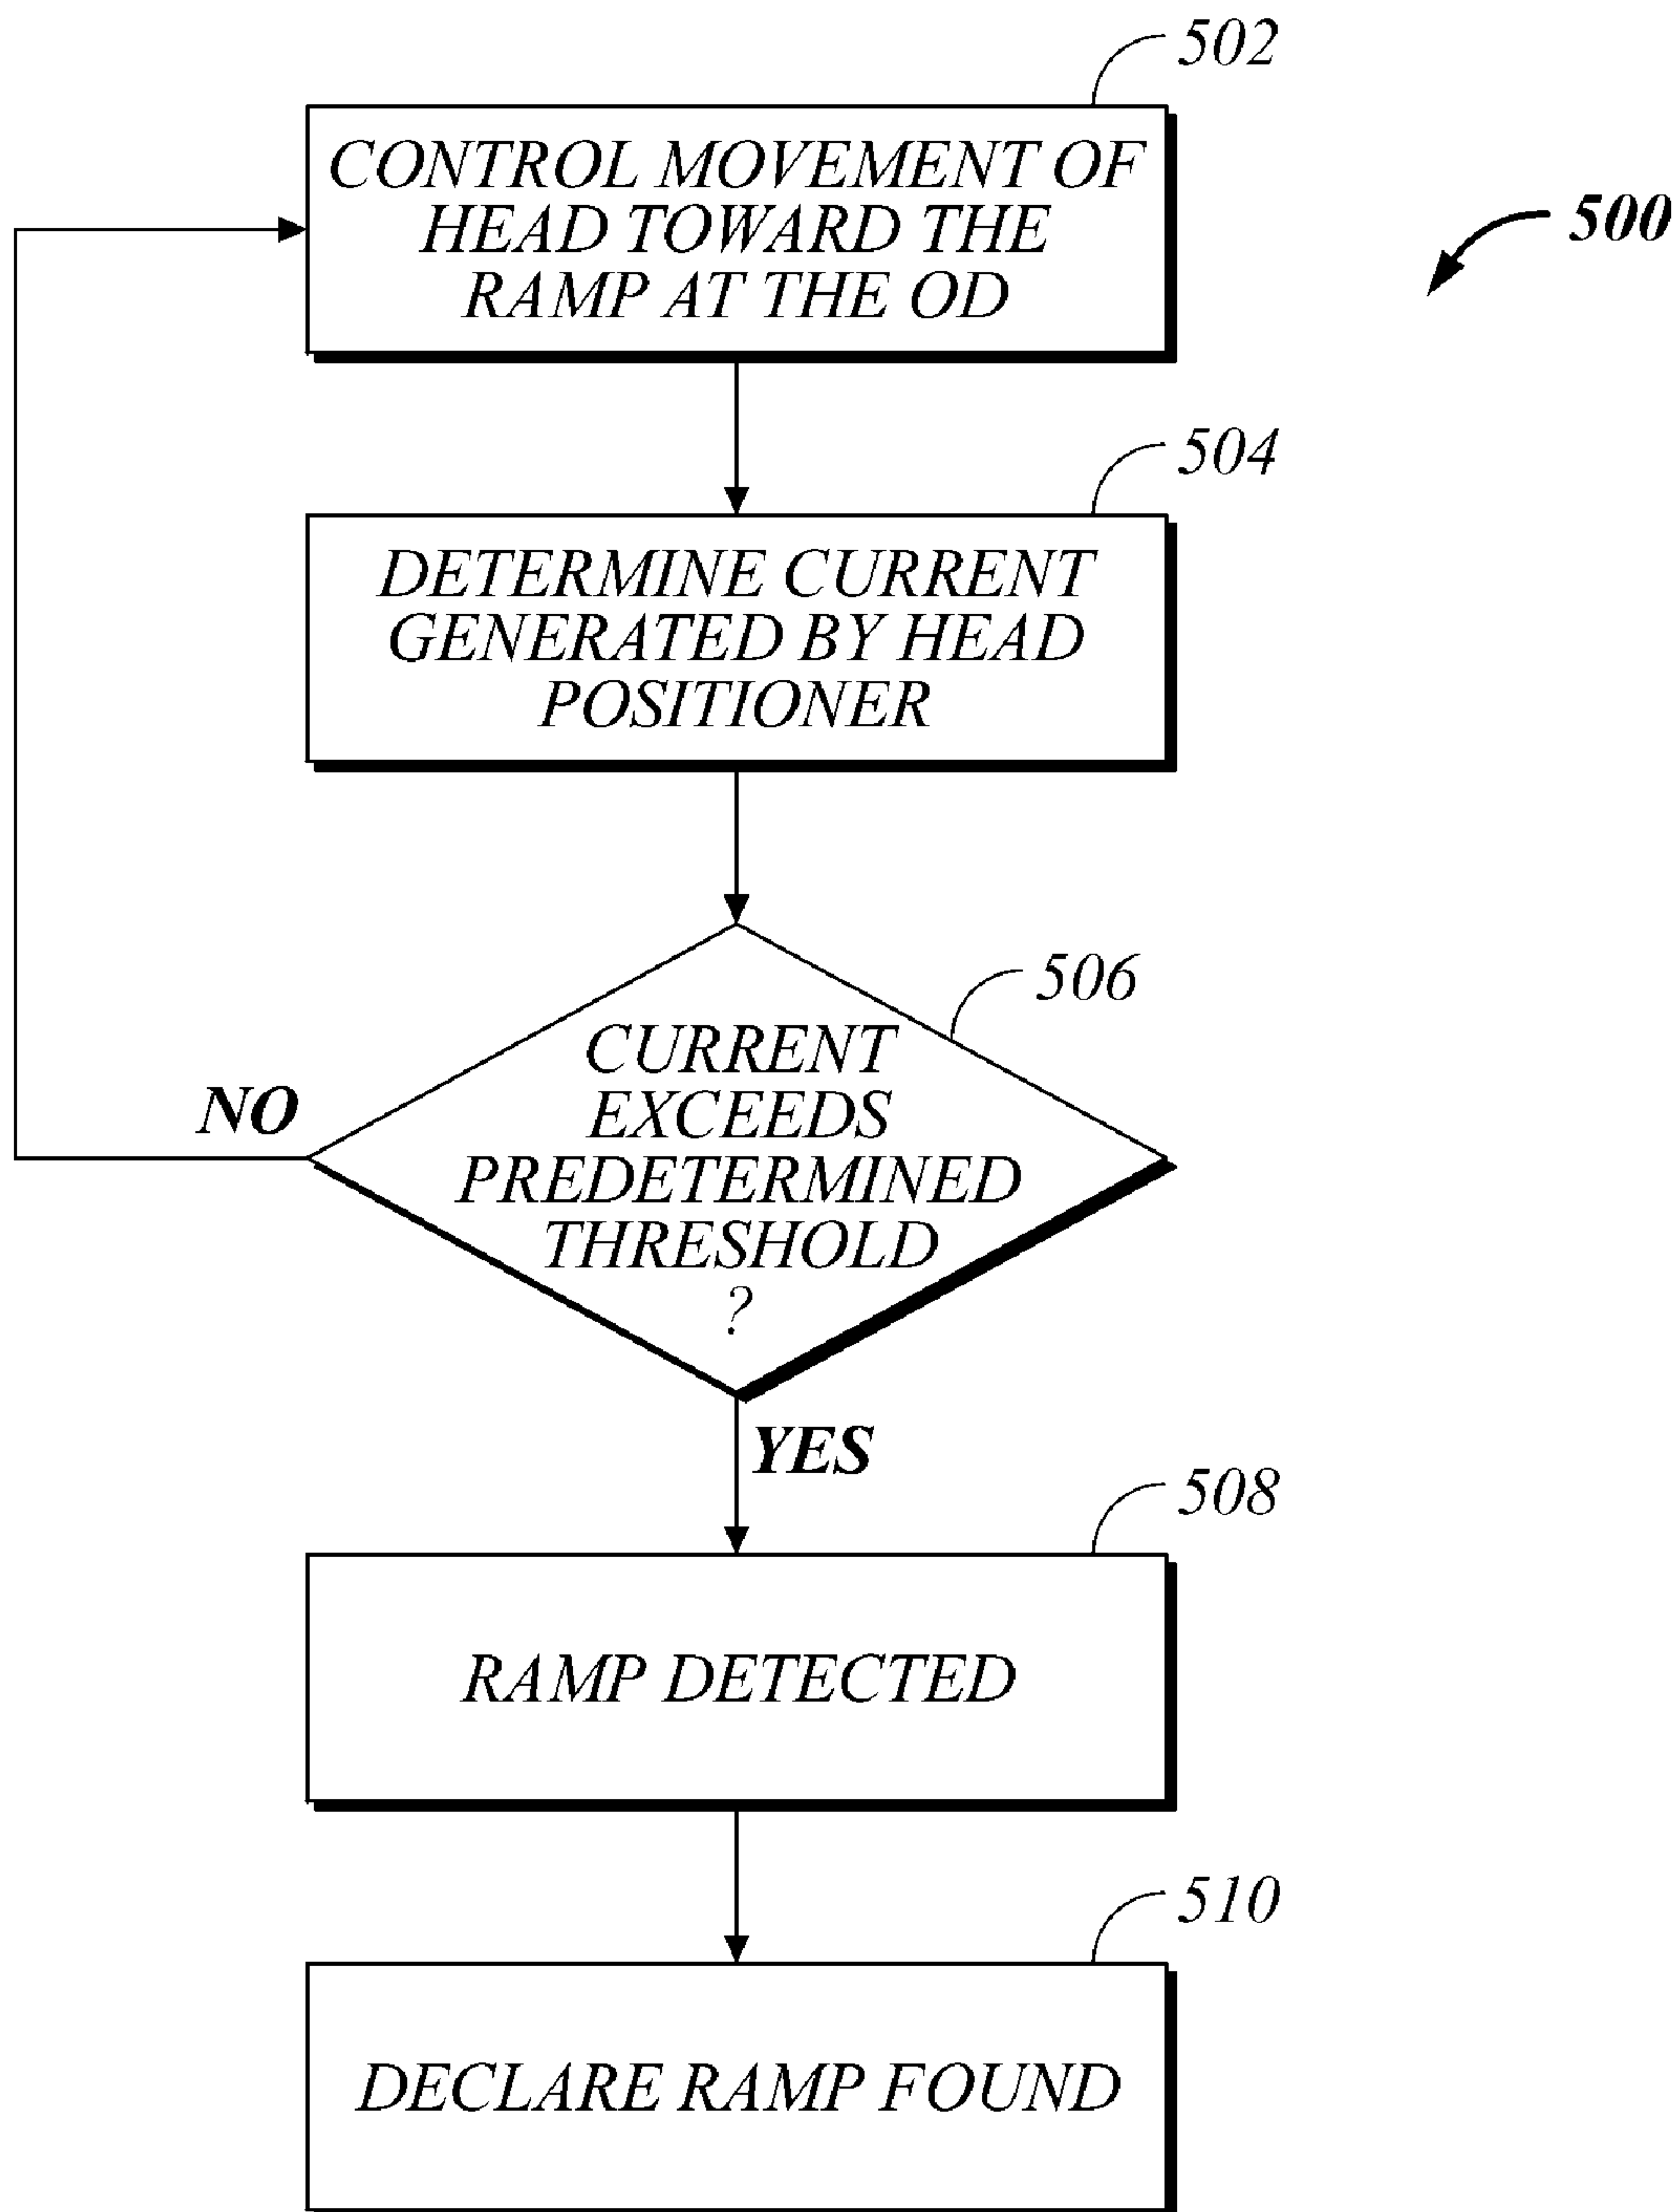 502
CONTROL MOVEMENT OF
HEAD TOWARD THE
RAMP AT THE OD
500
504
DETERMINE CURRENT
GENERATED BY HEAD
POSITIONER
506
CURRENT
EXCEEDS
PREDETERMINED
THRESHOLD
?
NO
YES
508
RAMP DETECTED
510
DECLARE RAMP FOUND